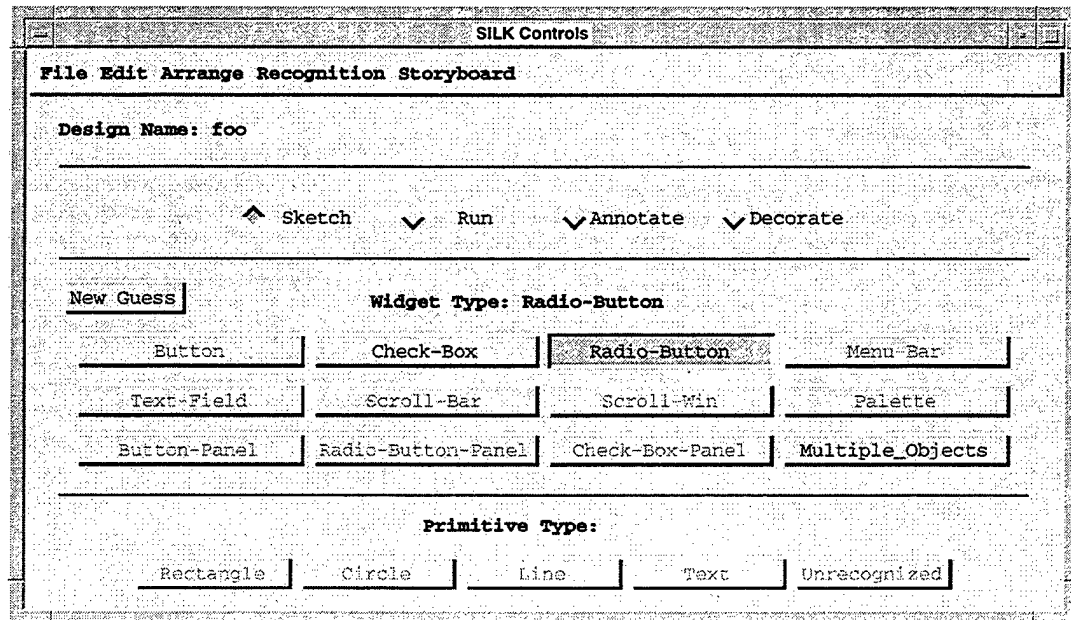 SILK Controls
File Edit Arrange Recognition Storyboard
Design Name: foo
Sketch Run Annotate Decorate
New Guess
Widget Type: Radio-Button
Button Check-Box Radio-Button Menu-Bar
Text-Field Scroll-Bar Scroll-Win Palette
Button-Panel Radio-Button-Panel Check-Box-Panel Multiple_Objects
Primitive Type:
Rectangle Circle Line Text Unrecognized